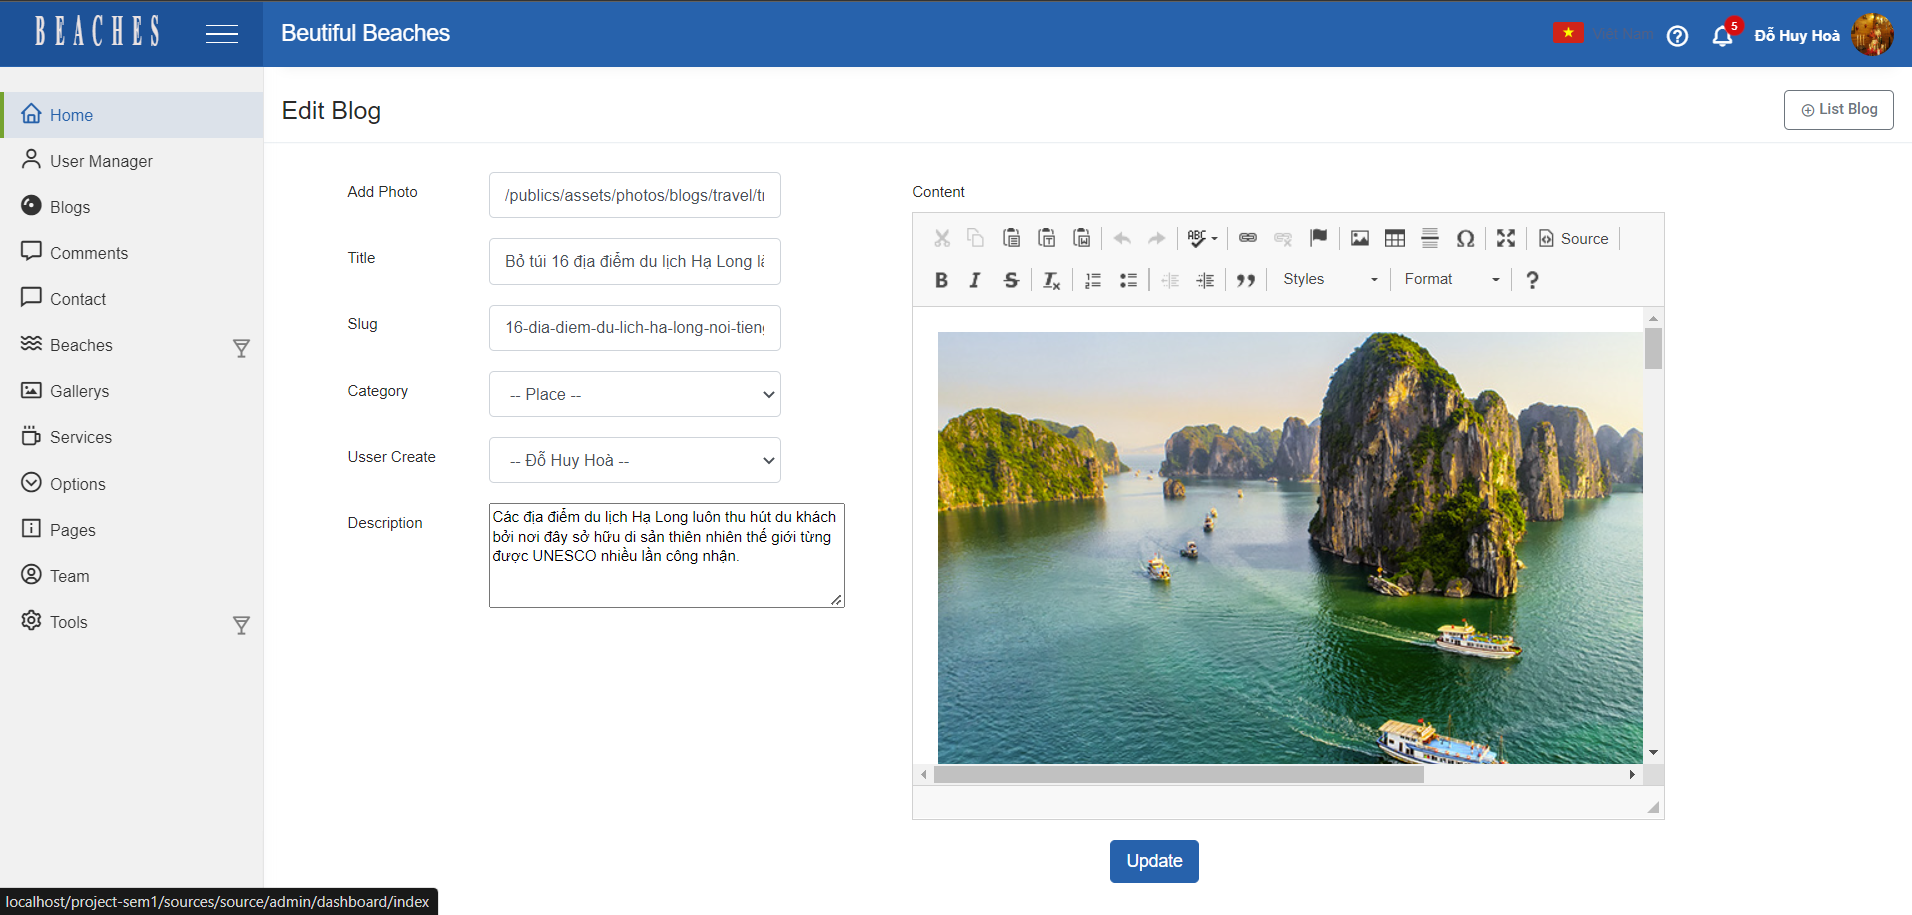 BEACHES
Beutiful Beaches
Việt Nam
5
Đỗ Huy Hoà
Home
User Manager
Blogs
Comments
Contact
Beaches
Gallerys
Services
Options
Pages
Team
Tools
Edit Blog
List Blog
Add Photo
/publics/assets/photos/blogs/travel/t
Title
Bỏ túi 16 địa điểm du lịch Hạ Long
Slug
16-dia-diem-du-lich-ha-long-noi-tieng
Category
-- Place --
Usser Create
-- Đỗ Huy Hoà --
Description
Các địa điểm du lịch Hạ Long luôn thu hút du khách
bởi nơi đây sở hữu di sản thiên nhiên thế giới từng
được UNESCO nhiều lần công nhận.
Content
ABC
Source
B I S Ix
Styles
Format
?
Update
localhost/project-sem1/sources/source/admin/dashboard/index